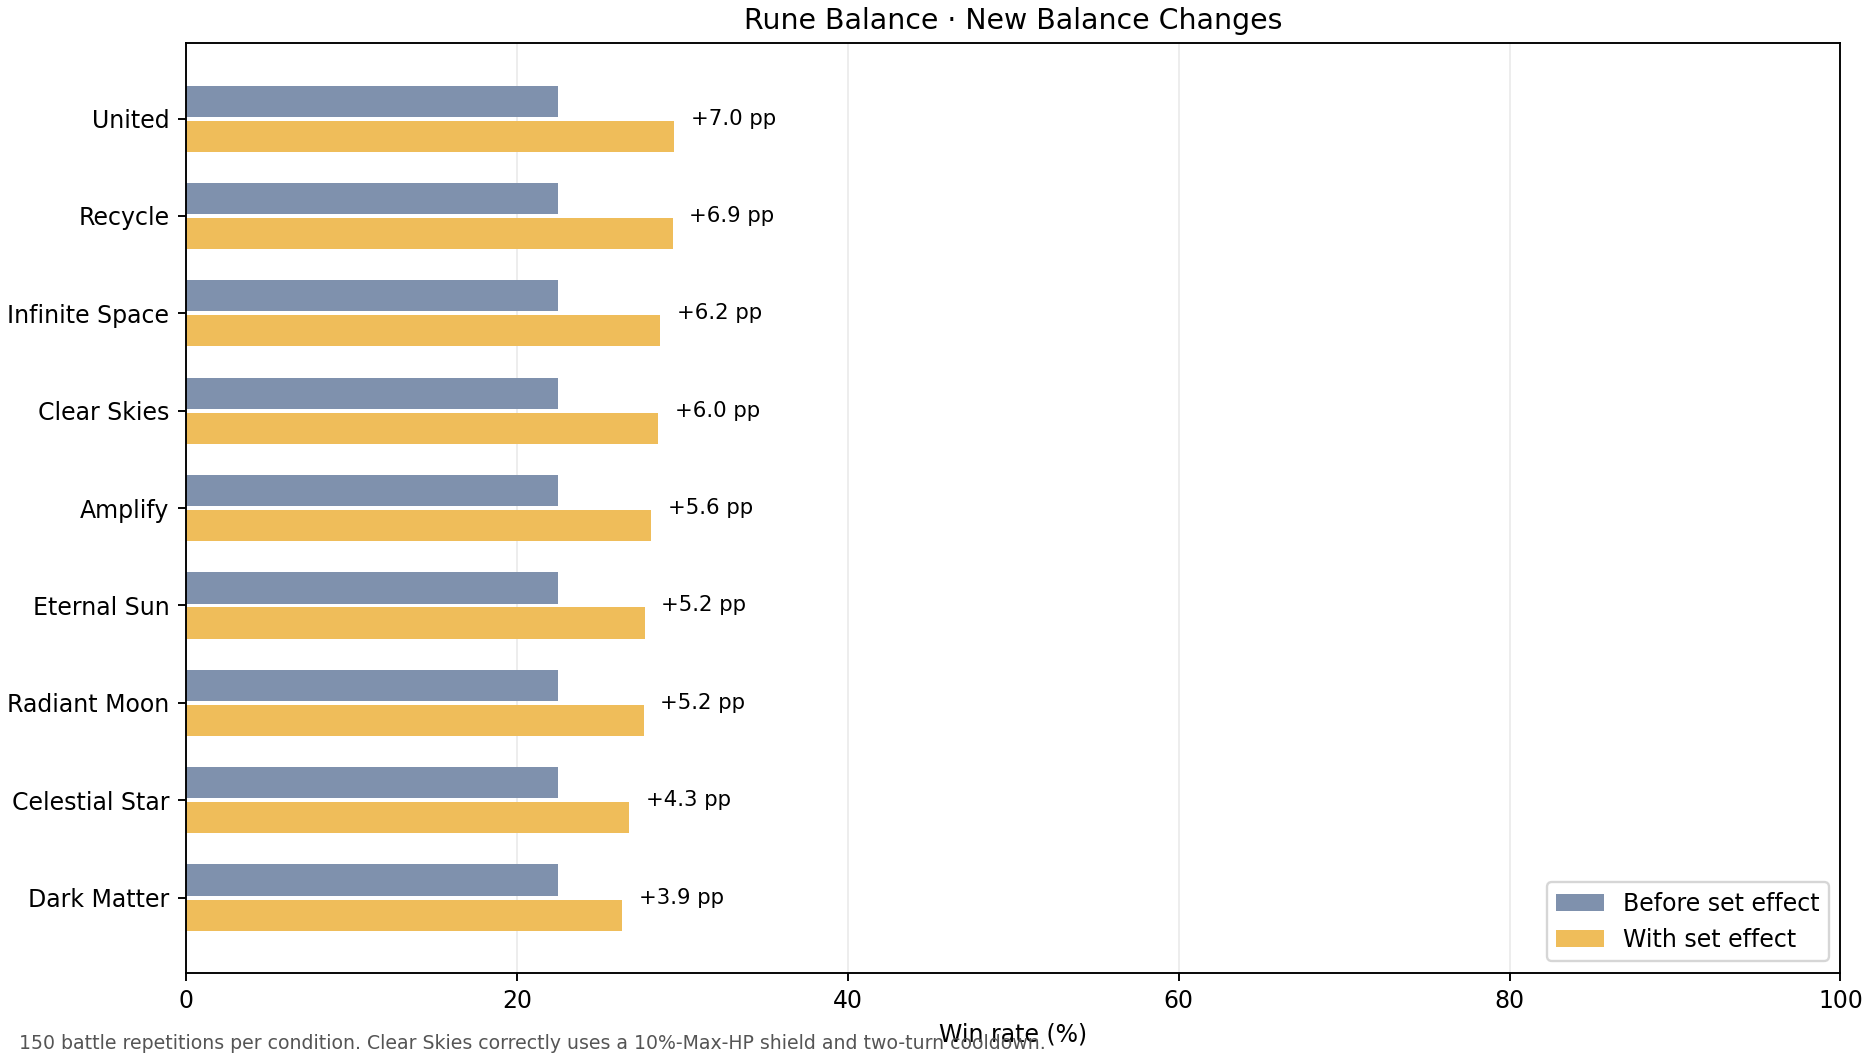 Rune Balance · New Balance Changes
United
+7.0 pp
Recycle
+6.9 pp
Infinite Space
+6.2 pp
Clear Skies
+6.0 pp
Amplify
+5.6 pp
Eternal Sun
+5.2 pp
Radiant Moon
+5.2 pp
Celestial Star
+4.3 pp
Dark Matter
+3.9 pp
Before set effect
With set effect
0 20 40 60 80 100
Win rate (%)
150 battle repetitions per condition. Clear Skies correctly uses a 10%-Max-HP shield and two-turn cooldown.